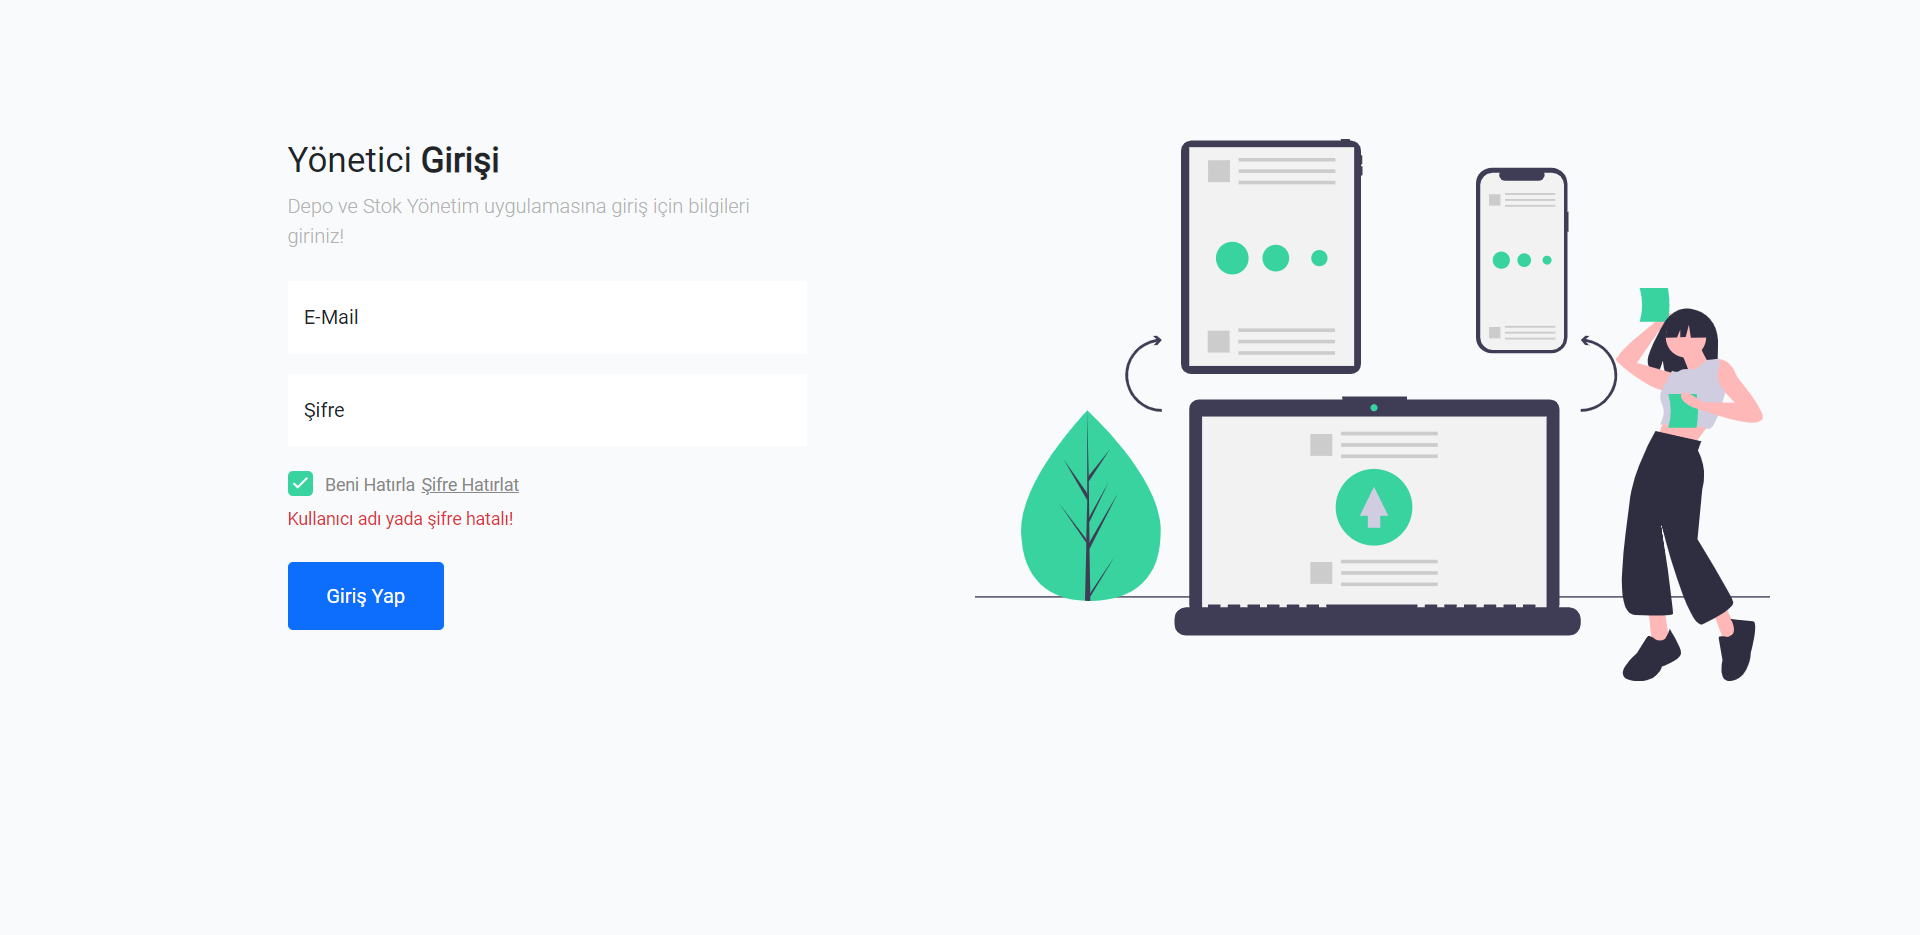 Yönetici Girişi
Depo ve Stok Yönetim uygulamasına giriş için bilgileri
giriniz!
E-Mail
Şifre
Beni Hatırla Şifre Hatırlat
Kullanıcı adı yada şifre hatalı!
Giriş Yap